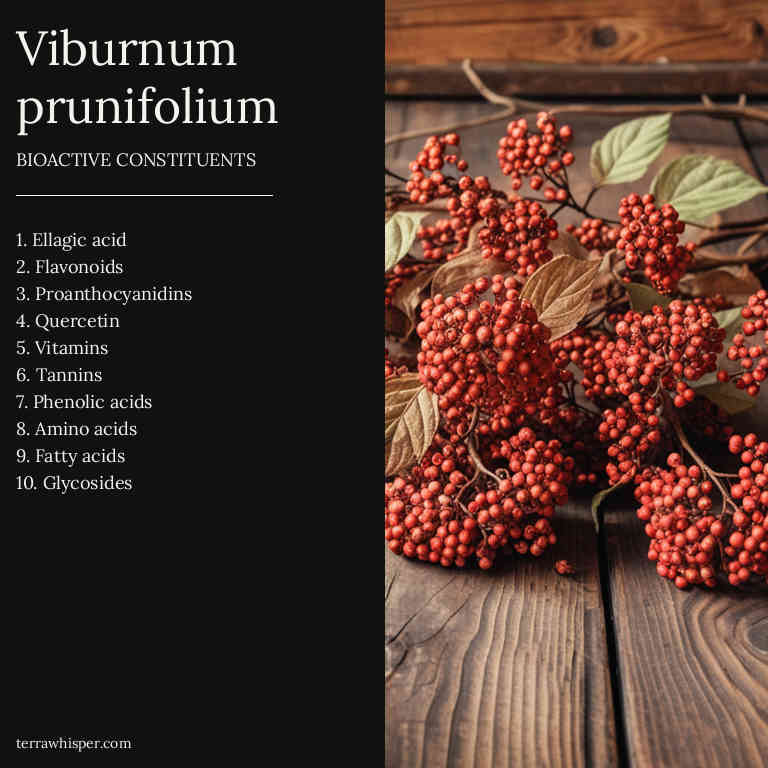 Viburnum
prunifolium
BIOACTIVE CONSTITUENTS
1. Ellagic acid
2. Flavonoids
3. Proanthocyanidins
4. Quercetin
5. Vitamins
6. Tannins
7. Phenolic acids
8. Amino acids
9. Fatty acids
10. Glycosides
terrawhisper.com